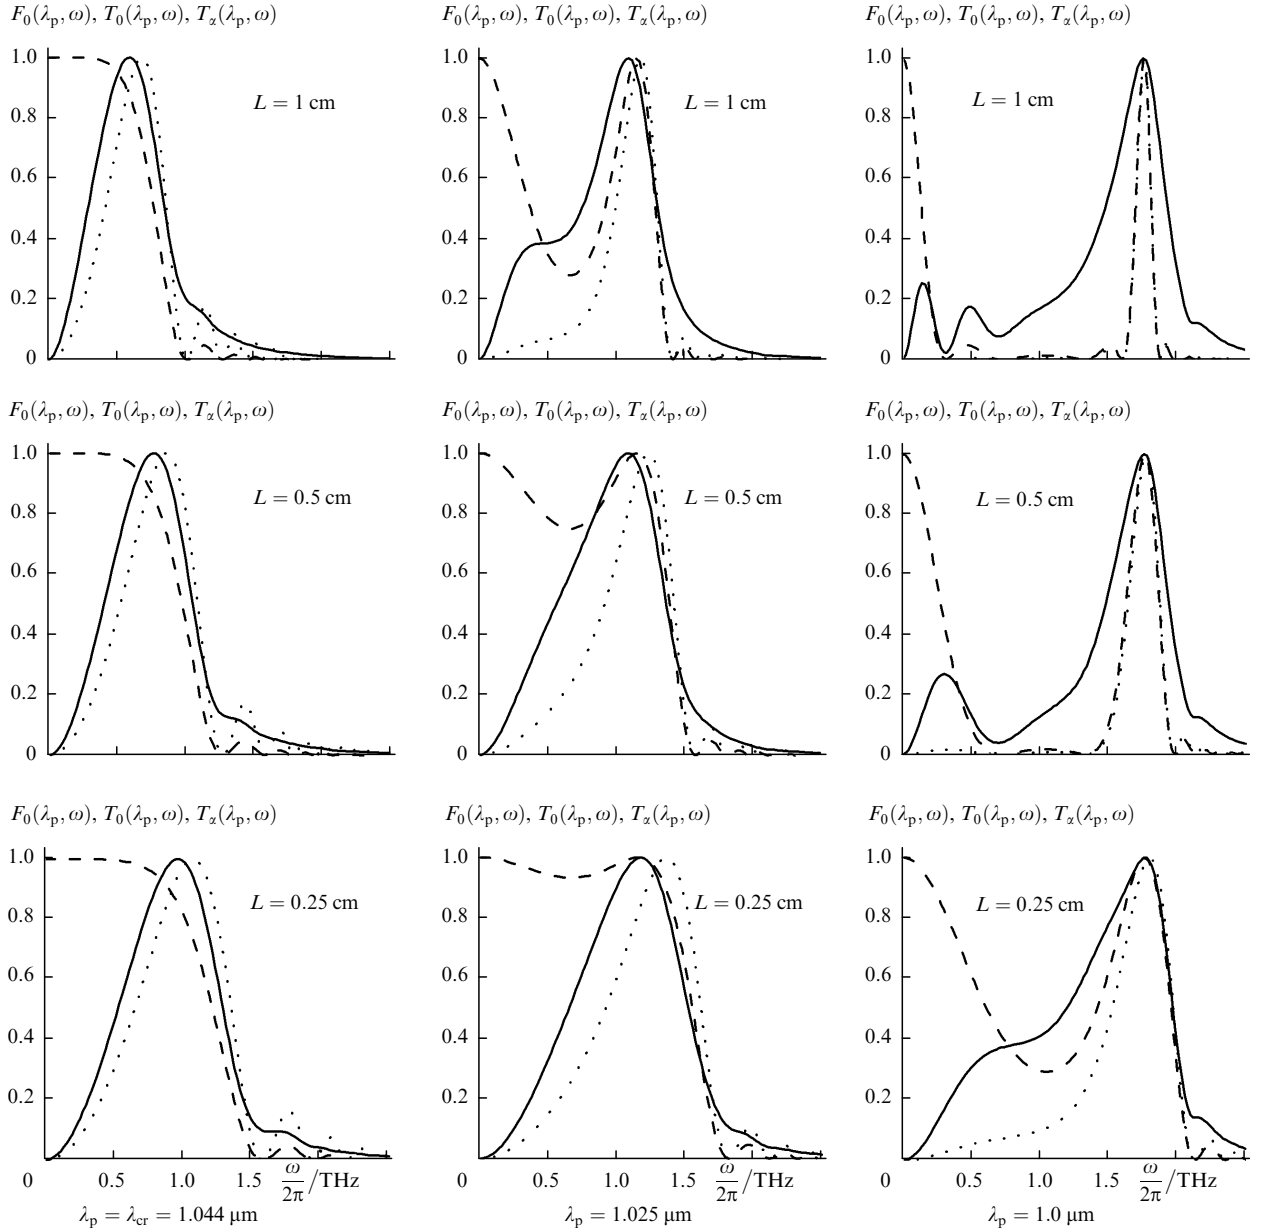 F₀(λₚ, ω), T₀(λₚ, ω), Tα(λₚ, ω) F₀(λₚ, ω), T₀(λₚ, ω), Tα(λₚ, ω) F₀(λₚ, ω), T₀(λₚ, ω), Tα(λₚ, ω)
1.0 1.0 1.0
L = 1 cm L = 1 cm L = 1 cm
0.8 0.8 0.8
0.6 0.6 0.6
0.4 0.4 0.4
0.2 0.2 0.2
0 0 0
F₀(λₚ, ω), T₀(λₚ, ω), Tα(λₚ, ω) F₀(λₚ, ω), T₀(λₚ, ω), Tα(λₚ, ω) F₀(λₚ, ω), T₀(λₚ, ω), Tα(λₚ, ω)
1.0 1.0 1.0
L = 0.5 cm L = 0.5 cm L = 0.5 cm
0.8 0.8 0.8
0.6 0.6 0.6
0.4 0.4 0.4
0.2 0.2 0.2
0 0 0
F₀(λₚ, ω), T₀(λₚ, ω), Tα(λₚ, ω) F₀(λₚ, ω), T₀(λₚ, ω), Tα(λₚ, ω) F₀(λₚ, ω), T₀(λₚ, ω), Tα(λₚ, ω)
1.0 1.0 1.0
L = 0.25 cm L = 0.25 cm L = 0.25 cm
0.8 0.8 0.8
0.6 0.6 0.6
0.4 0.4 0.4
0.2 0.2 0.2
0 0.5 1.0 ω/2π/THz 0 0.5 1.0 ω/2π/THz 0 0.5 1.0 1.5 ω/2π/THz
λₚ = λcr = 1.044 μm λₚ = 1.025 μm λₚ = 1.0 μm